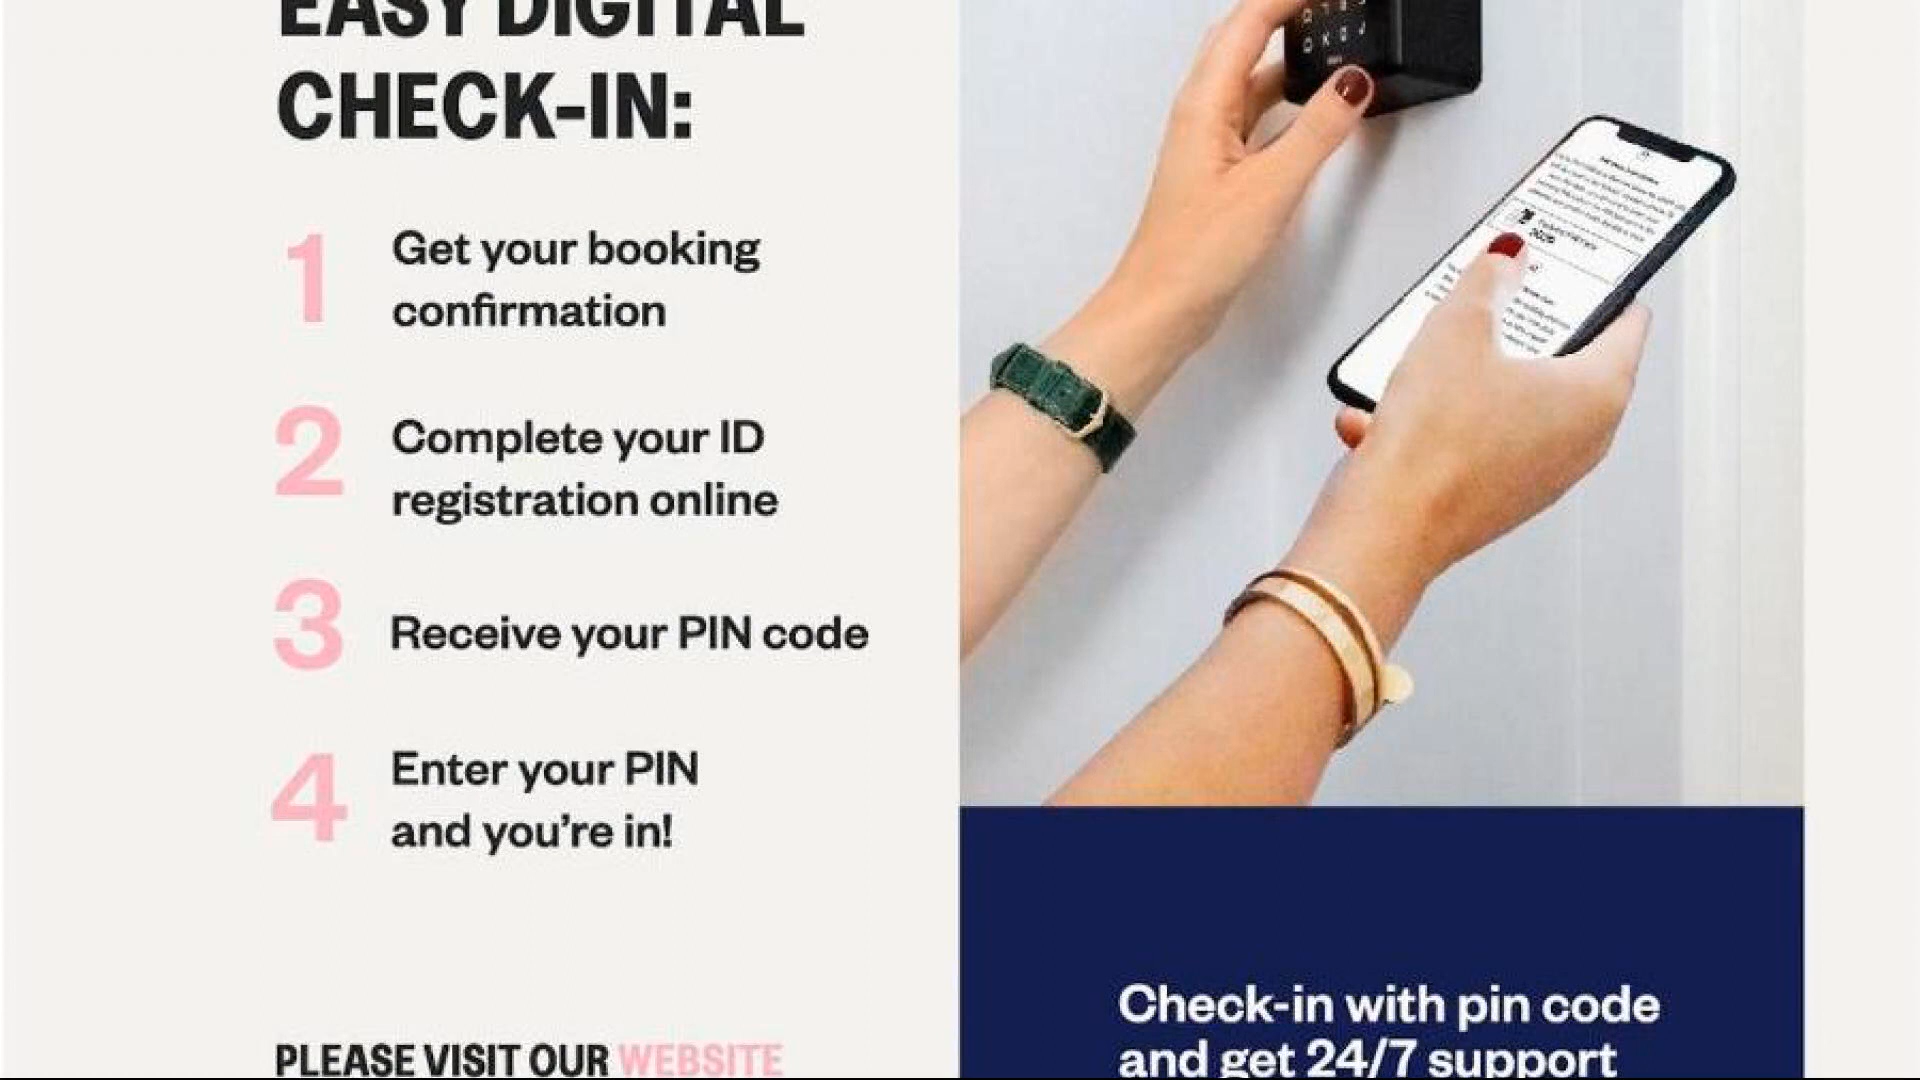 EASY DIGITAL
CHECK-IN:
1
Get your booking
confirmation
2
Complete your ID
registration online
3
Receive your PIN code
4
Enter your PIN
and you're in!
PLEASE VISIT OUR WEBSITE
Check-in with pin code
and get 24/7 support